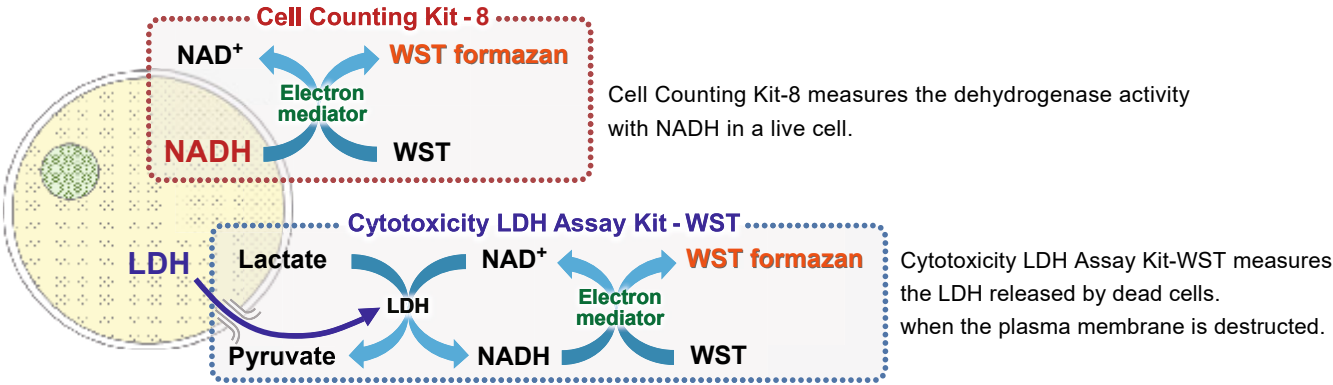 Cell Counting Kit - 8
NAD+ WST formazan
Electron
mediator
NADH WST
Cell Counting Kit-8 measures the dehydrogenase activity
with NADH in a live cell.
Cytotoxicity LDH Assay Kit - WST
LDH Lactate NAD+ WST formazan
LDH Electron
mediator
Pyruvate NADH WST
Cytotoxicity LDH Assay Kit-WST measures
the LDH released by dead cells.
when the plasma membrane is destructed.